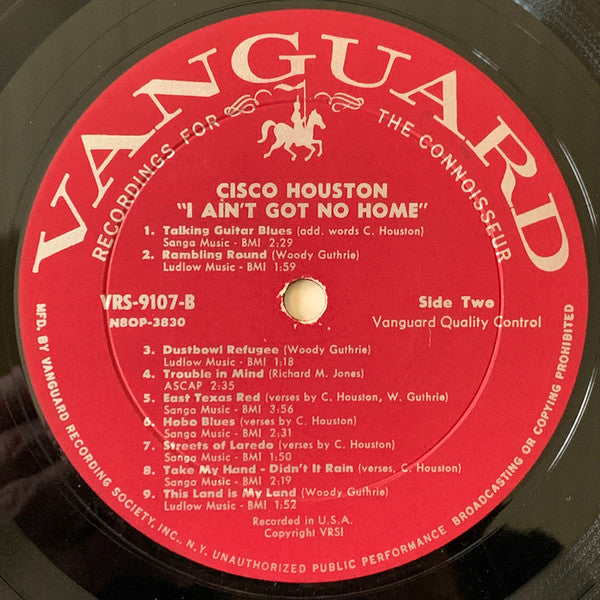 VANGUARD
RECORDINGS FOR THE CONNOISSEUR
CISCO HOUSTON
"I AIN'T GOT NO HOME"
1. Talking Guitar Blues (add. words C. Houston)
Sanga Music - BMI 2:29
2. Rambling Round (Woody Guthrie)
Ludlow Music - BMI 1:59
VRS-9107-B
N8OP-3830
Side Two
Vanguard Quality Control
3. Dustbowl Refugee (Woody Guthrie)
Ludlow Music - BMI 1:18
4. Trouble in Mind (Richard M. Jones)
ASCAP 2:35
5. East Texas Red (verses by C. Houston, W. Guthrie)
Sanga Music - BMI 3:56
6. Hobo Blues (verses by C. Houston)
Sanga Music - BMI 2:31
7. Streets of Laredo (verses by C. Houston)
Sanga Music - BMI 1:50
8. Take My Hand - Didn't It Rain (verses, C. Houston)
Sanga Music - BMI 2:19
9. This Land is My Land (Woody Guthrie)
Ludlow Music - BMI 1:52
Recorded in U.S.A.
Copyright VRSI
MFD. BY VANGUARD RECORDING SOCIETY, INC., N.Y. UNAUTHORIZED PUBLIC PERFORMANCE BROADCASTING OR COPYING PROHIBITED